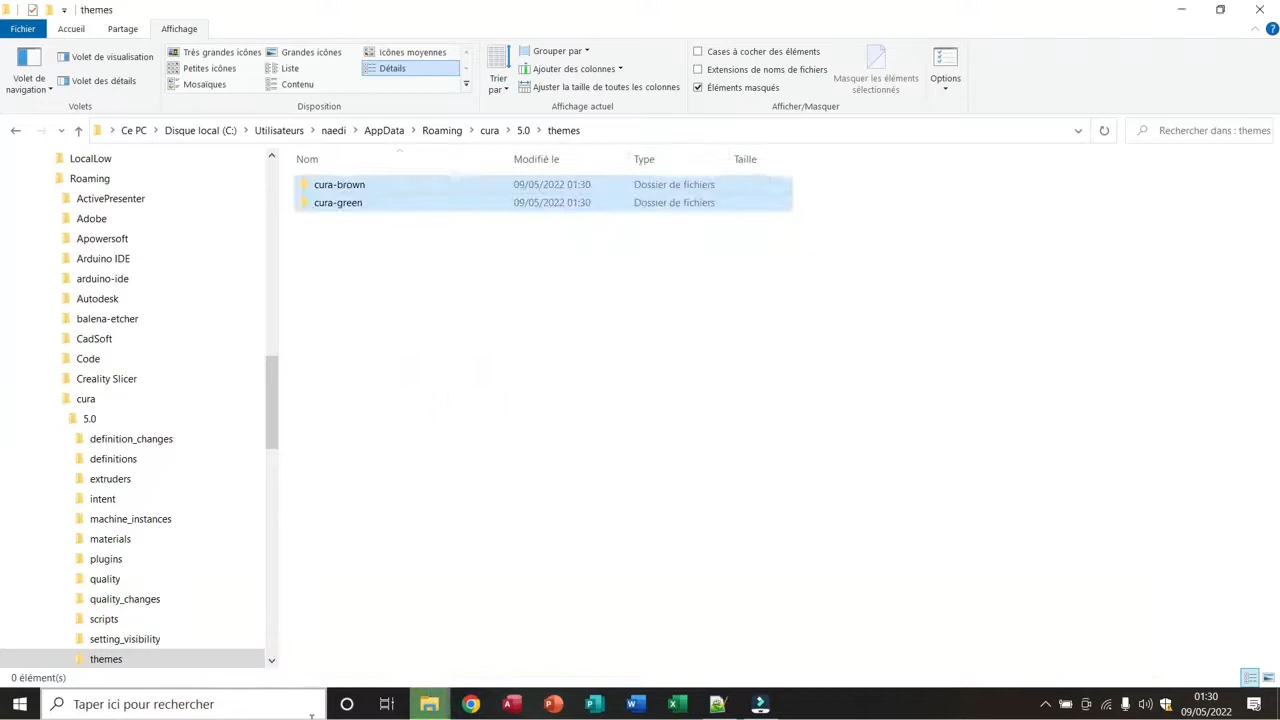 themes
Fichier Accueil Partage Affichage
Volet de navigation
Volet de visualisation
Volet des détails
Volets
Très grandes icônes Grandes icônes Icônes moyennes
Petites icônes Liste Détails
Mosaïques Contenu
Disposition
Trier par
Grouper par
Ajouter des colonnes
Ajuster la taille de toutes les colonnes
Affichage actuel
Cases à cocher des éléments
Extensions de noms de fichiers
Éléments masqués
Masquer les éléments sélectionnés
Afficher/Masquer
Options
Ce PC > Disque local (C:) > Utilisateurs > naedi > AppData > Roaming > cura > 5.0 > themes
Rechercher dans : themes
LocalLow
Roaming
ActivePresenter
Adobe
Apowersoft
Arduino IDE
arduino-ide
Autodesk
balena-etcher
CadSoft
Code
Creality Slicer
cura
5.0
definition_changes
definitions
extruders
intent
machine_instances
materials
plugins
quality
quality_changes
scripts
setting_visibility
themes
Nom Modifié le Type Taille
cura-brown 09/05/2022 01:30 Dossier de fichiers
cura-green 09/05/2022 01:30 Dossier de fichiers
0 élément(s)
Taper ici pour rechercher
01:30
09/05/2022